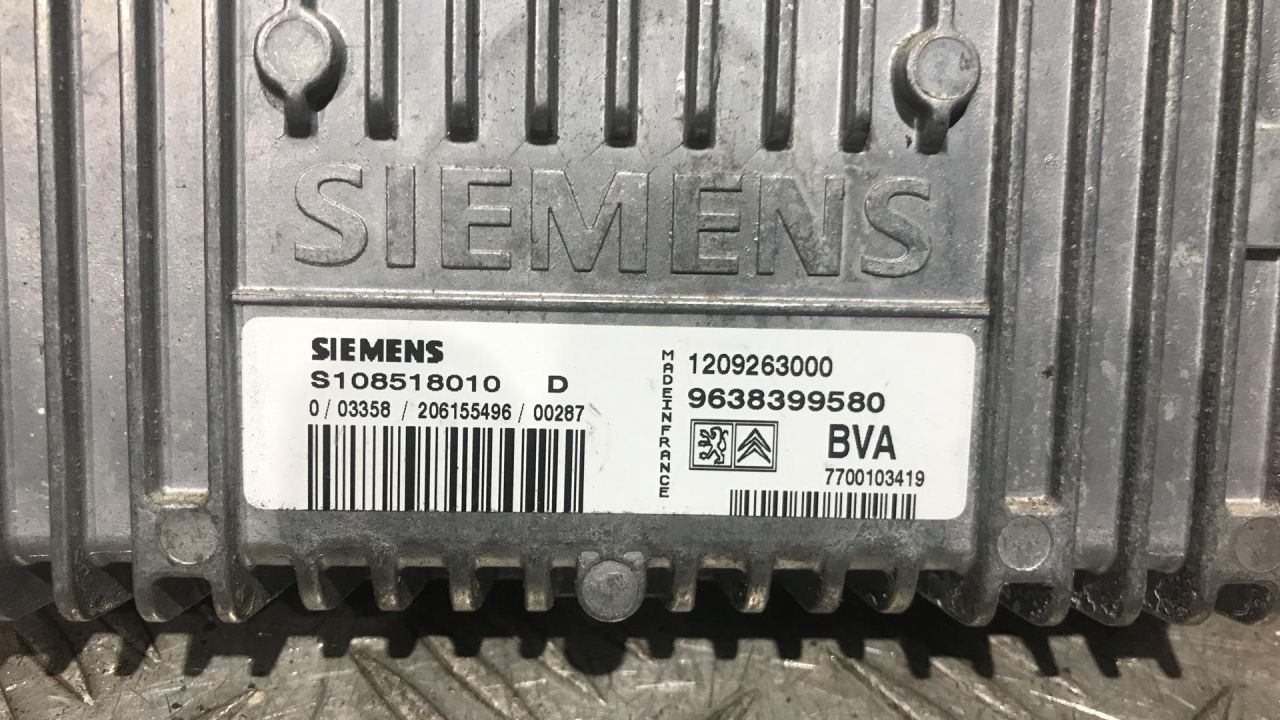 SIEMENS
SIEMENS
S108518010 D
0 / 03358 / 206155496 / 00287
MADE IN FRANCE
1209263000
9638399580
BVA
7700103419